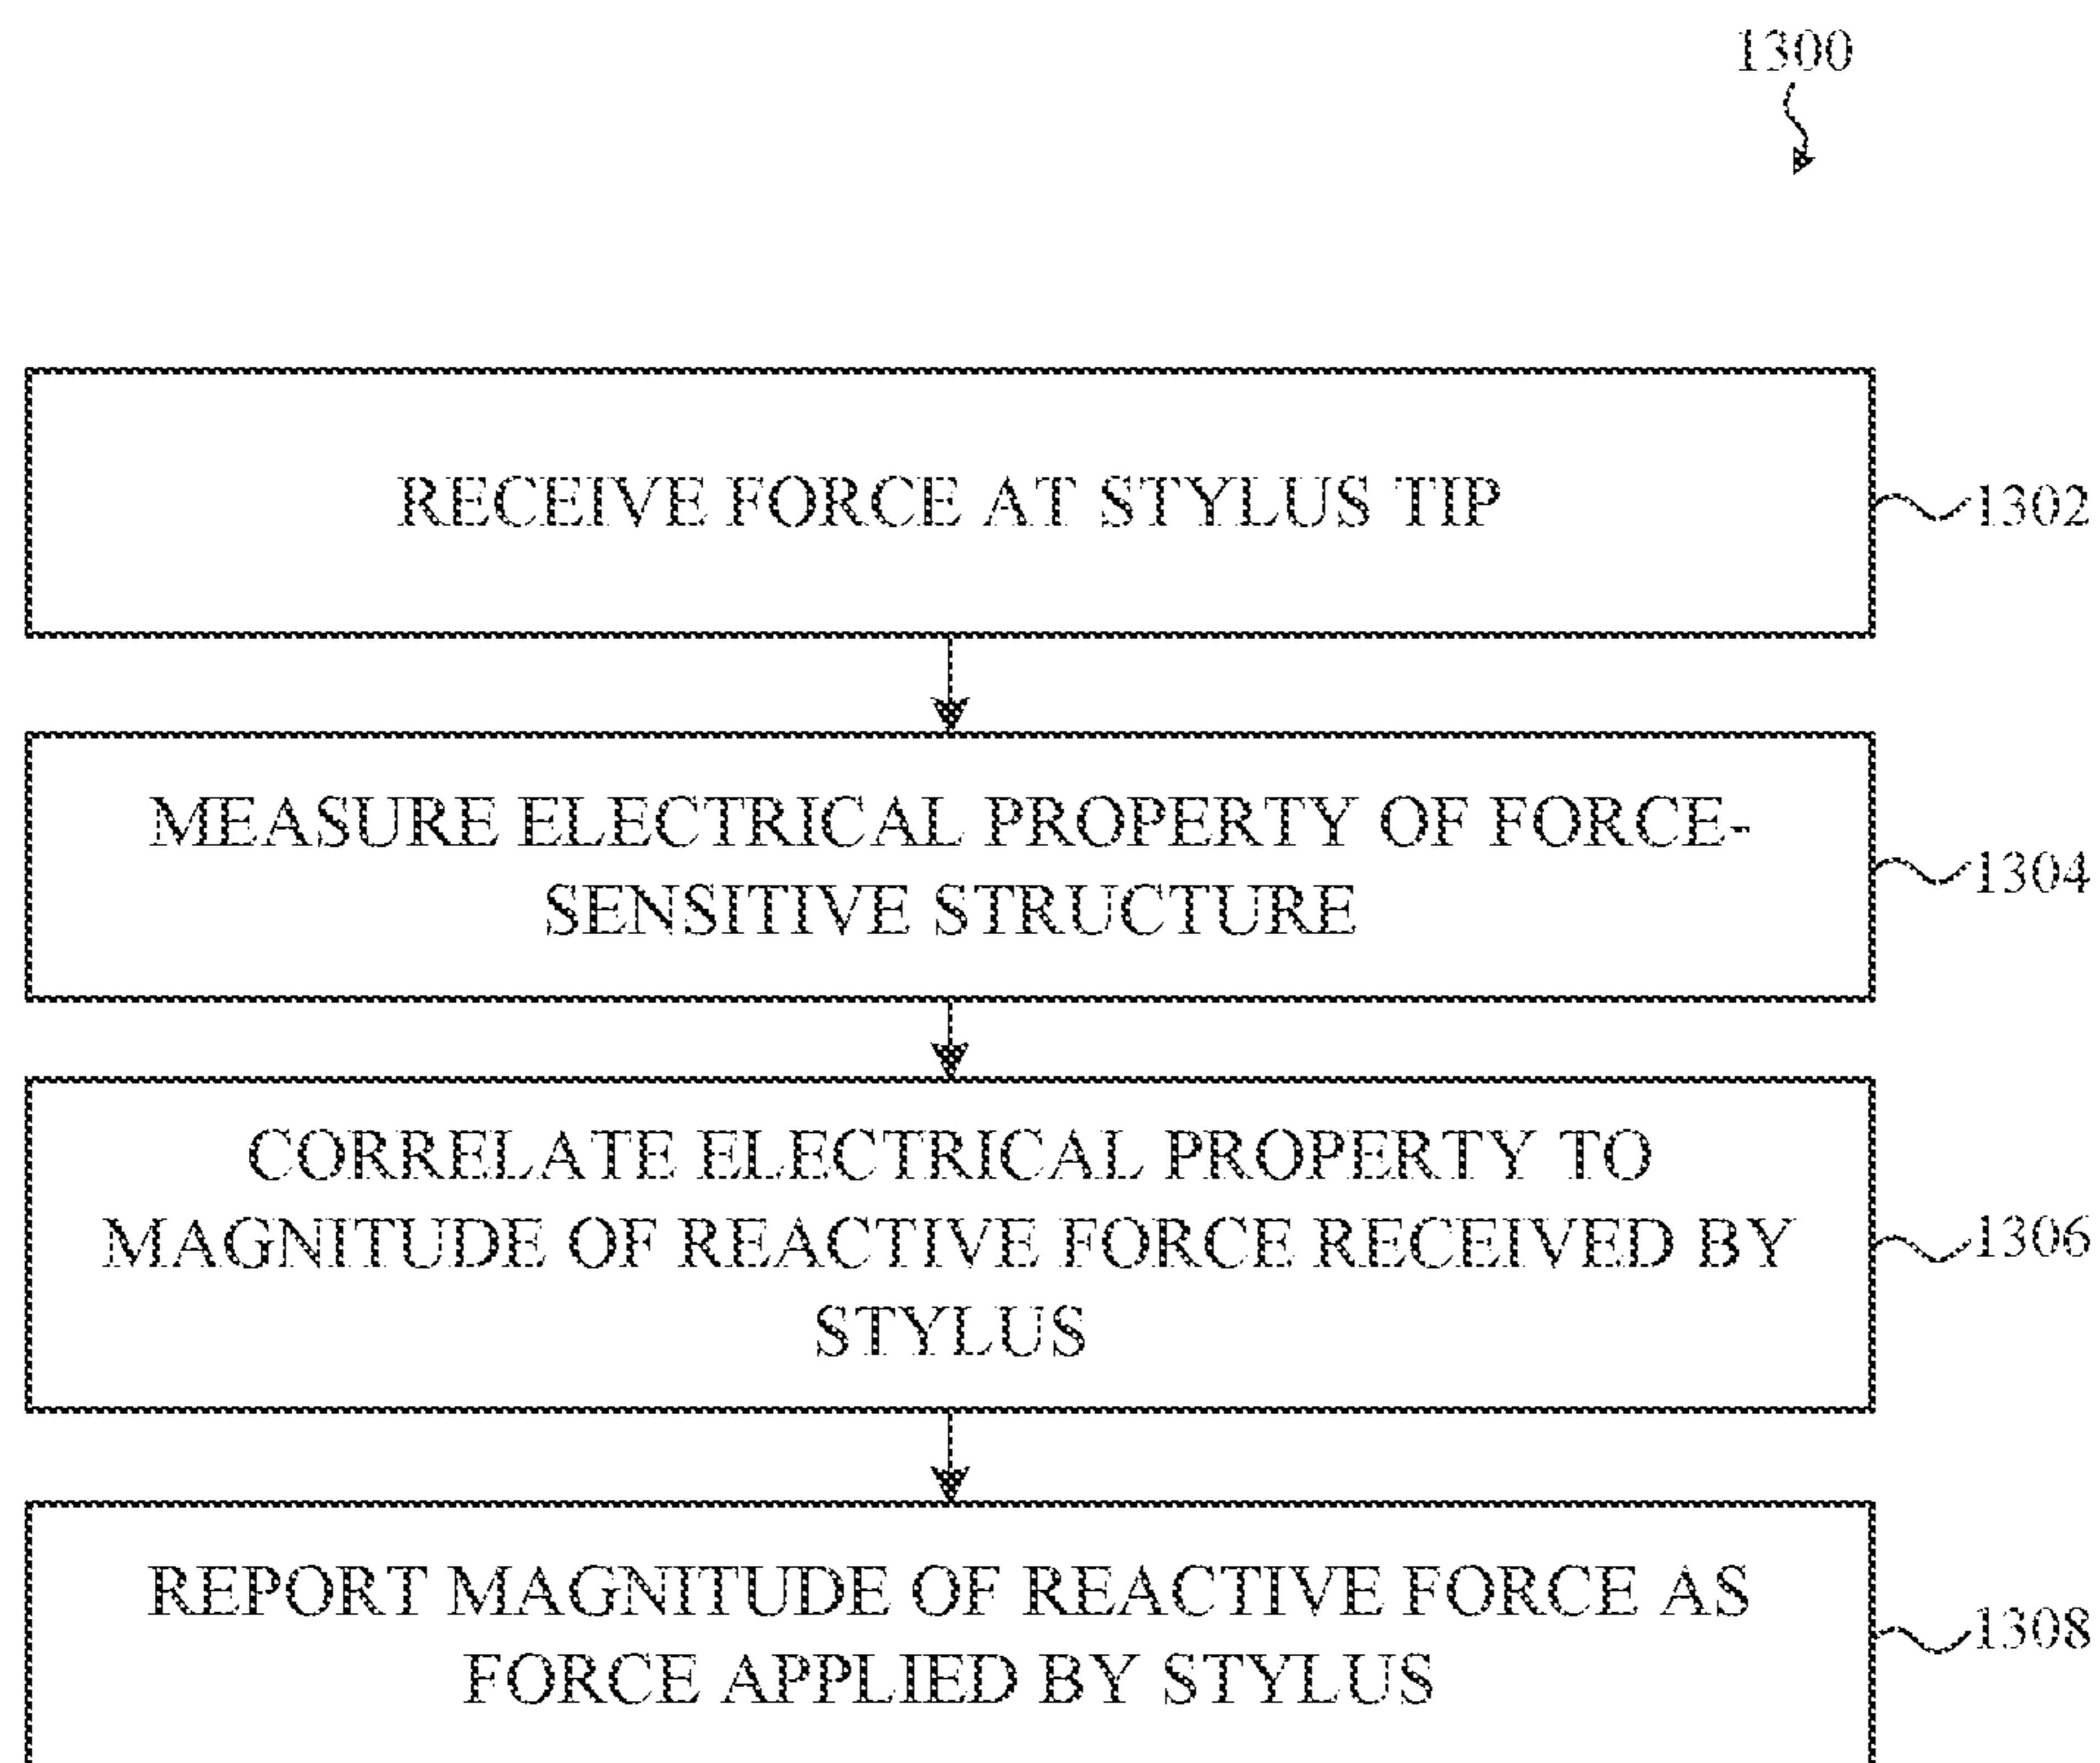 1300
RECEIVE FORCE AT STYLUS TIP
1302
MEASURE ELECTRICAL PROPERTY OF FORCE-
SENSITIVE STRUCTURE
1304
CORRELATE ELECTRICAL PROPERTY TO
MAGNITUDE OF REACTIVE FORCE RECEIVED BY
STYLUS
1306
REPORT MAGNITUDE OF REACTIVE FORCE AS
FORCE APPLIED BY STYLUS
1308